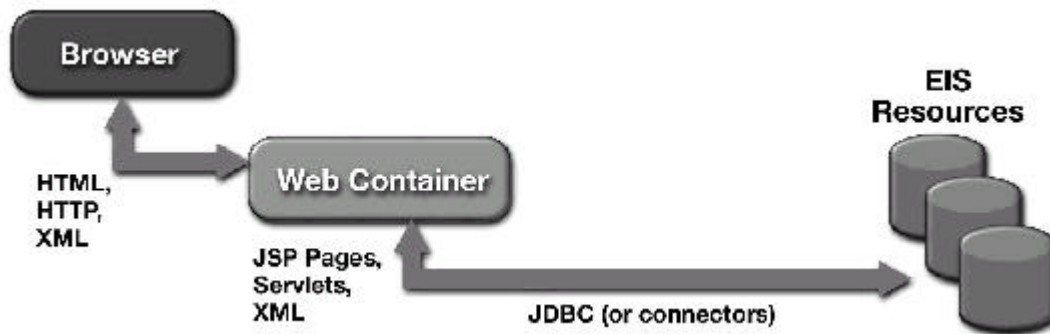 Browser
EIS
Resources
HTML,
HTTP,
XML
Web Container
JSP Pages,
Servlets,
XML
JDBC (or connectors)